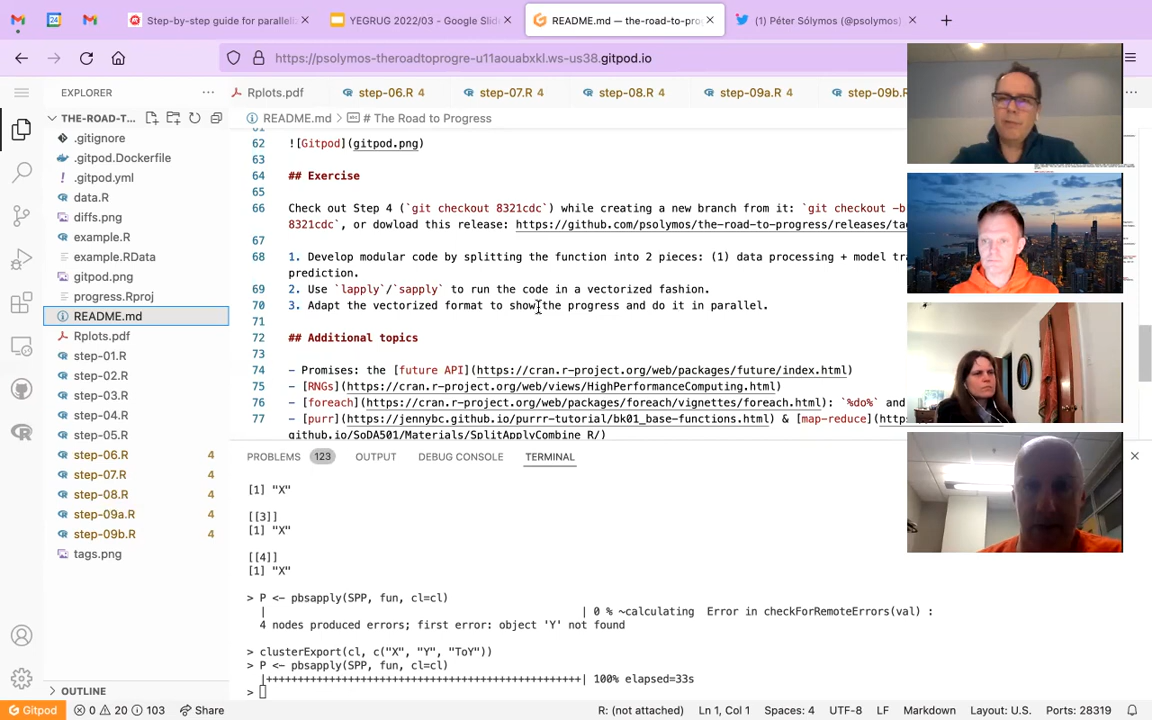 Step-by-step guide for paralleli
YEGRUG 2022/03 - Google Slide
README.md — the-road-to-prog
(1) Péter Sólymos (@psolymos)
https://psolymos-theroadtoprogre-u11aouabxkl.ws-us38.gitpod.io
EXPLORER
Rplots.pdf
step-06.R 4
step-07.R 4
step-08.R 4
step-09a.R 4
step-09b.R
THE-ROAD-T...
README.md > # The Road to Progress
.gitignore
.gitpod.Dockerfile
.gitpod.yml
data.R
diffs.png
example.R
example.RData
gitpod.png
progress.Rproj
README.md
Rplots.pdf
step-01.R
step-02.R
step-03.R
step-04.R
step-05.R
step-06.R 4
step-07.R 4
step-08.R 4
step-09a.R 4
step-09b.R 4
tags.png
OUTLINE
61
62 ![Gitpod](gitpod.png)
63
64 ## Exercise
65
66 Check out Step 4 (`git checkout 8321cdc`) while creating a new branch from it: `git checkout -b
8321cdc`, or dowload this release: https://github.com/psolymos/the-road-to-progress/releases/tag
67
68 1. Develop modular code by splitting the function into 2 pieces: (1) data processing + model tra
prediction.
69 2. Use `lapply`/`sapply` to run the code in a vectorized fashion.
70 3. Adapt the vectorized format to show the progress and do it in parallel.
71
72 ## Additional topics
73
74 - Promises: the [future API](https://cran.r-project.org/web/packages/future/index.html)
75 - [RNGs](https://cran.r-project.org/web/views/HighPerformanceComputing.html)
76 - [foreach](https://cran.r-project.org/web/packages/foreach/vignettes/foreach.html): `%do%` and
77 - [purr](https://jennybc.github.io/purrr-tutorial/bk01_base-functions.html) & [map-reduce](https:
github.io/SoDA501/Materials/SplitApplyCombine_R/)
PROBLEMS 123 OUTPUT DEBUG CONSOLE TERMINAL
[1] "X"
[[3]]
[1] "X"
[[4]]
[1] "X"
> P <- pbsapply(SPP, fun, cl=cl)
| | 0 % ~calculating Error in checkForRemoteErrors(val) :
4 nodes produced errors; first error: object 'Y' not found
> clusterExport(cl, c("X", "Y", "ToY"))
> P <- pbsapply(SPP, fun, cl=cl)
|++++++++++++++++++++++++++++++++++++++++++++++++++| 100% elapsed=33s
>
Gitpod 0 20 103 Share
R: (not attached) Ln 1, Col 1 Spaces: 4 UTF-8 LF Markdown Layout: U.S. Ports: 28319